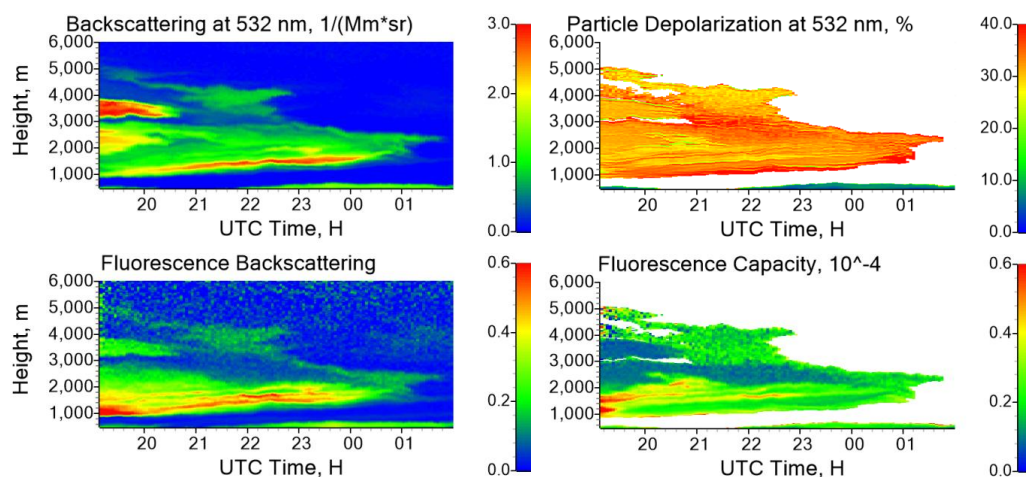 Backscattering at 532 nm, 1/(Mm*sr)
6,000
5,000
4,000
3,000
2,000
1,000
Height, m
20 21 22 23 00 01
UTC Time, H
3.0
2.0
1.0
0.0
Particle Depolarization at 532 nm, %
6,000
5,000
4,000
3,000
2,000
1,000
20 21 22 23 00 01
UTC Time, H
40.0
30.0
20.0
10.0
0.0
Fluorescence Backscattering
6,000
5,000
4,000
3,000
2,000
1,000
Height, m
20 21 22 23 00 01
UTC Time, H
0.6
0.4
0.2
0.0
Fluorescence Capacity, 10^-4
6,000
5,000
4,000
3,000
2,000
1,000
20 21 22 23 00 01
UTC Time, H
0.6
0.4
0.2
0.0